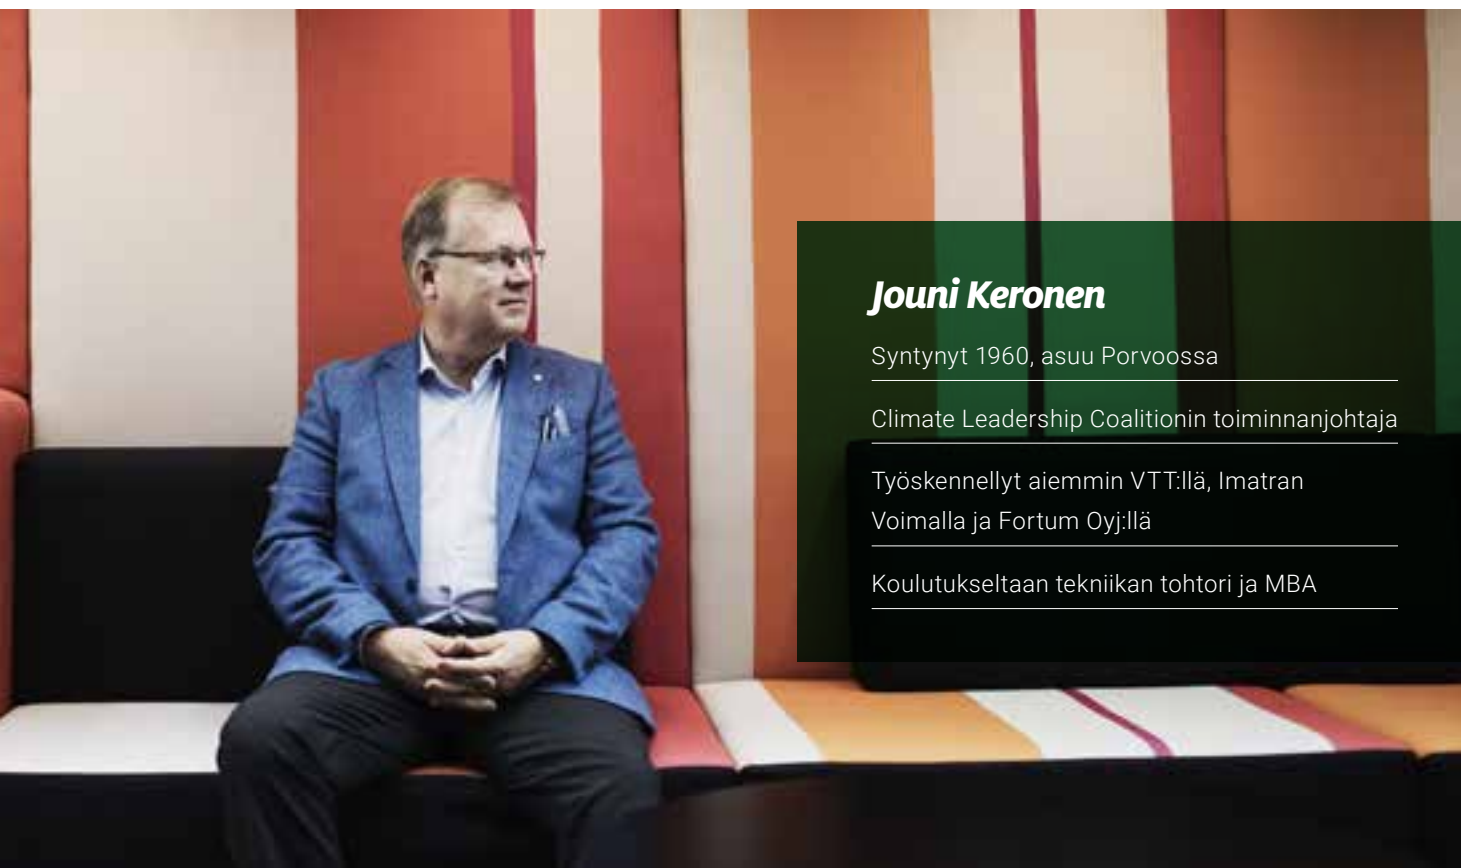 Jouni Keronen
Syntynyt 1960, asuu Porvoossa
Climate Leadership Coalitionin toiminnanjohtaja
Työskennellyt aiemmin VTT:llä, Imatran
Voimalla ja Fortum Oyj:llä
Koulutukseltaan tekniikan tohtori ja MBA